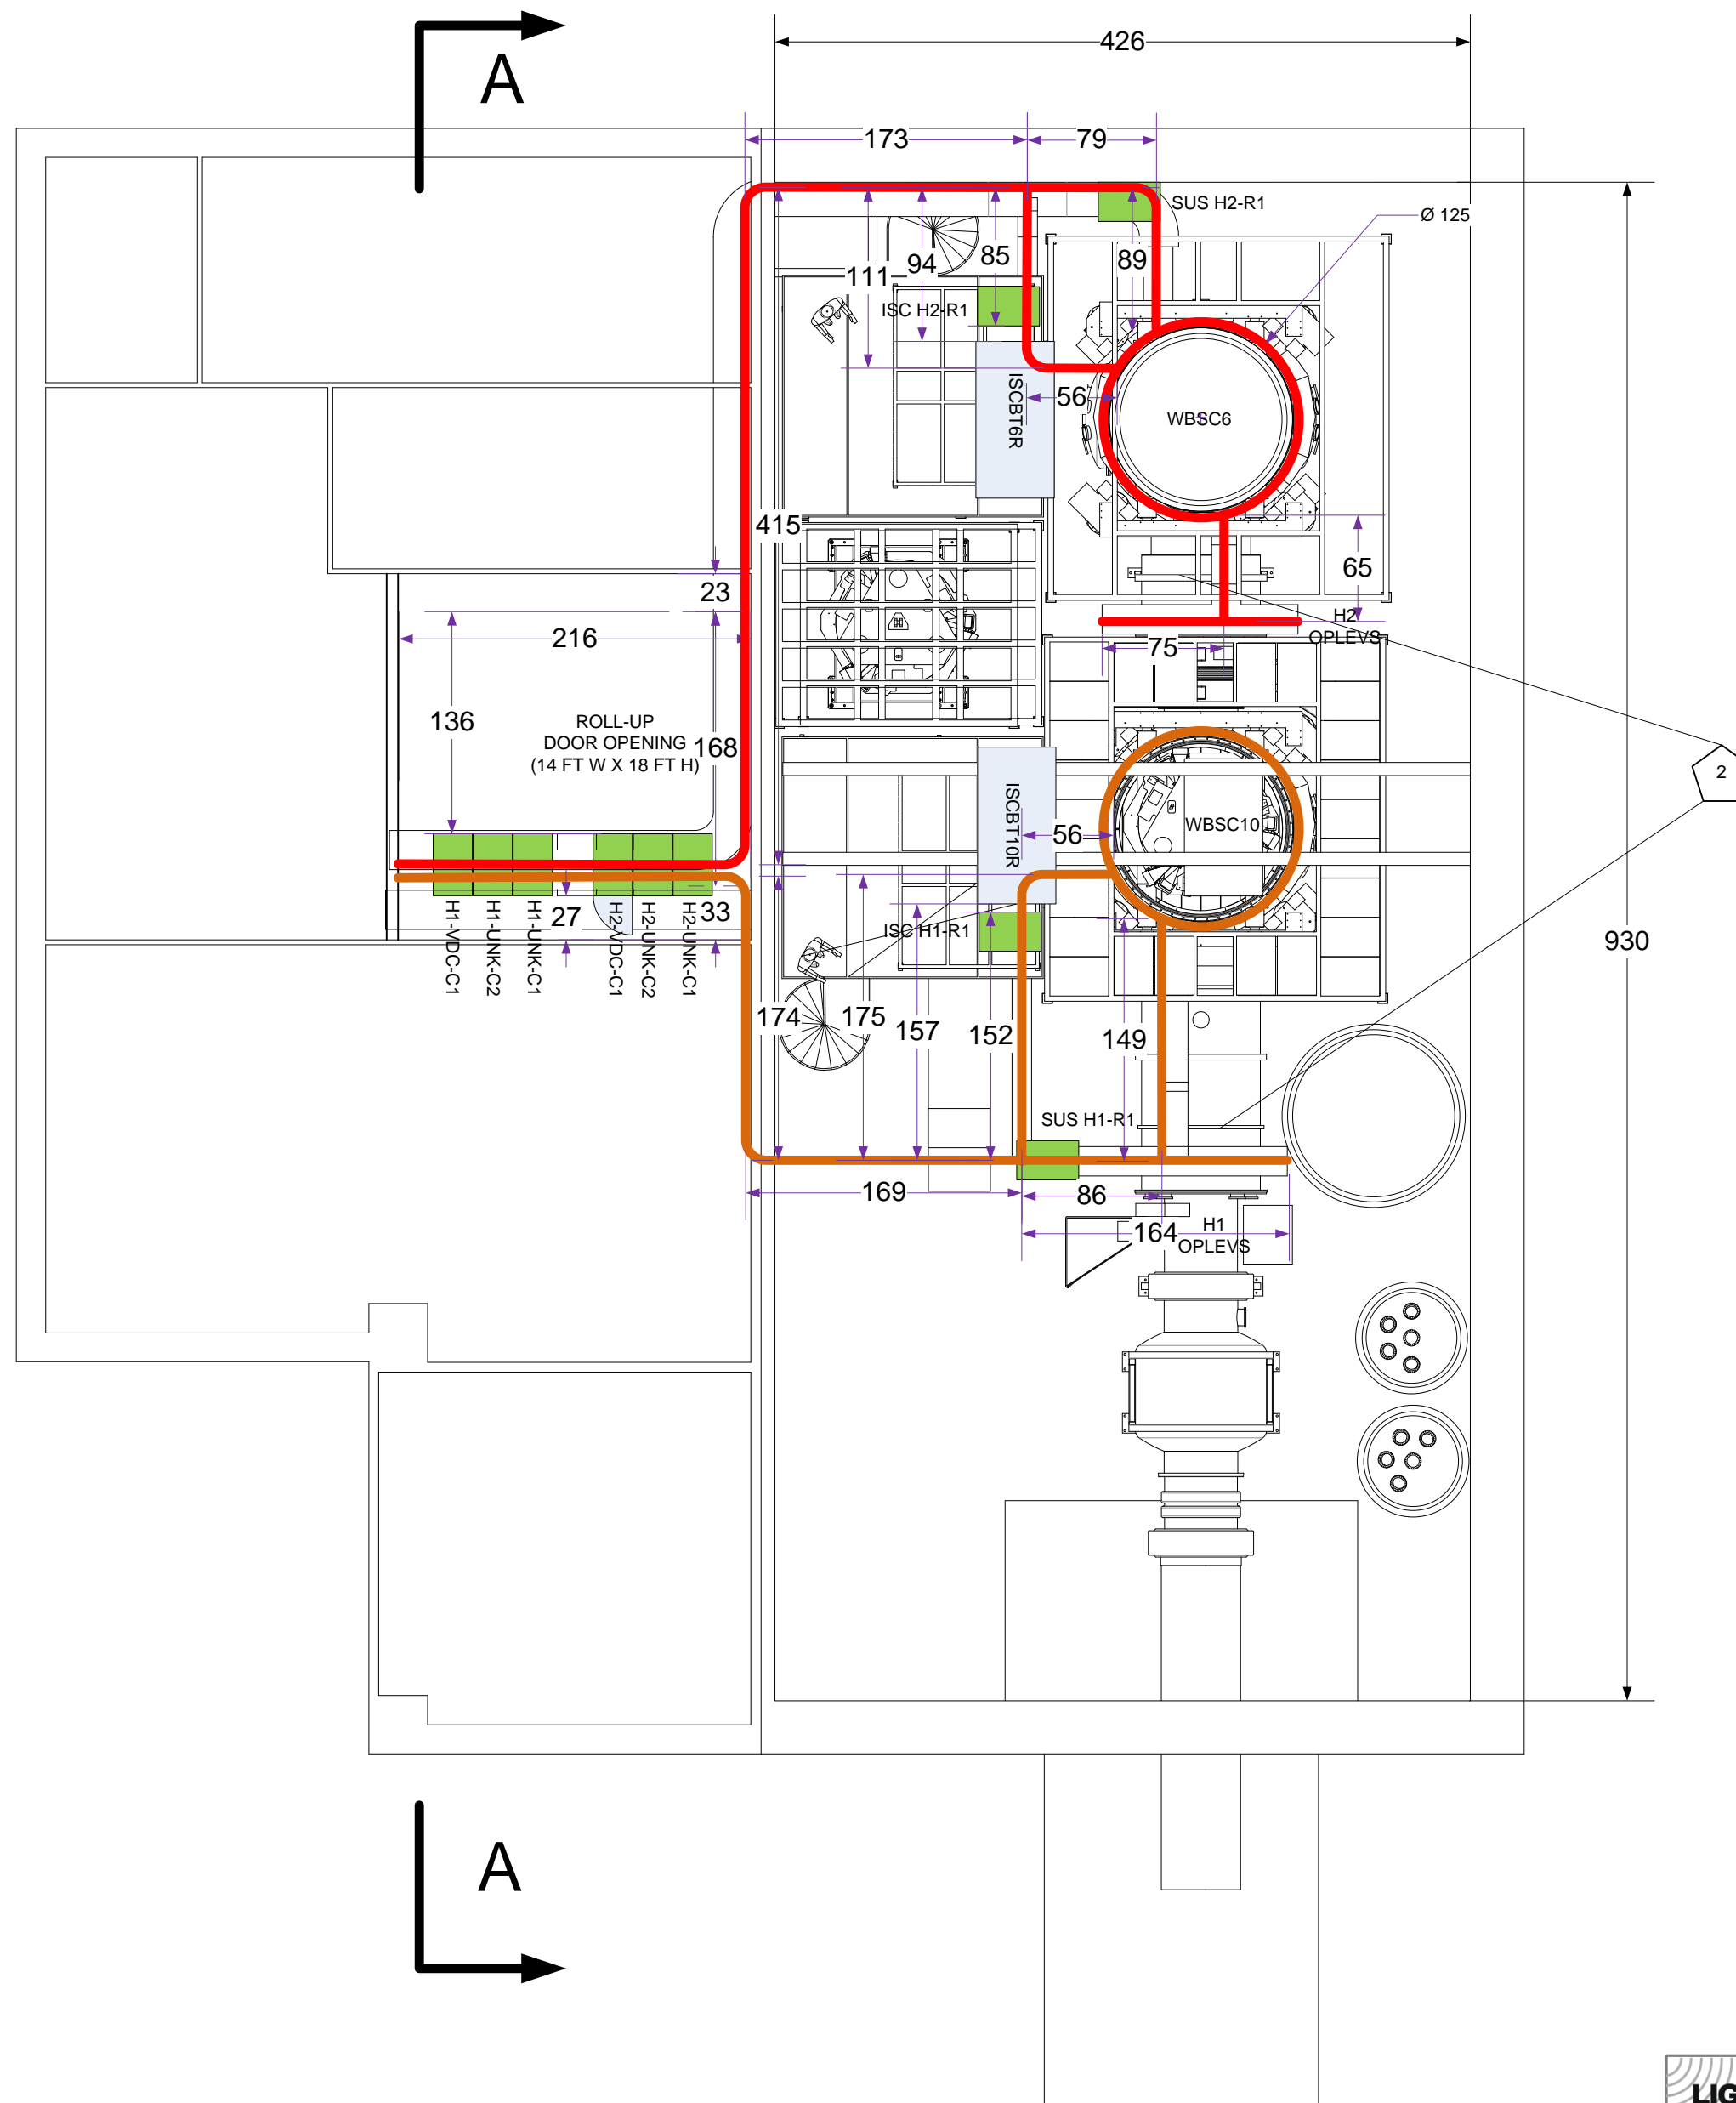 A
426
173
79
SUS H2-R1
Ø 125
111
94
85
89
ISC H2-R1
ISCBT6R
56
WBSC6
415
23
65
H2
OPLEVS
216
75
136
ROLL-UP
DOOR OPENING
(14 FT W X 18 FT H)
168
2
ISCBT10R
56
WBSC10
H1-VDC-C1
H1-UNK-C2
H1-UNK-C1
27
H2-VDC-C1
H2-UNK-C2
H2-UNK-C1
33
ISC H1-R1
930
174
175
157
152
149
SUS H1-R1
169
86
164
H1
OPLEVS
A